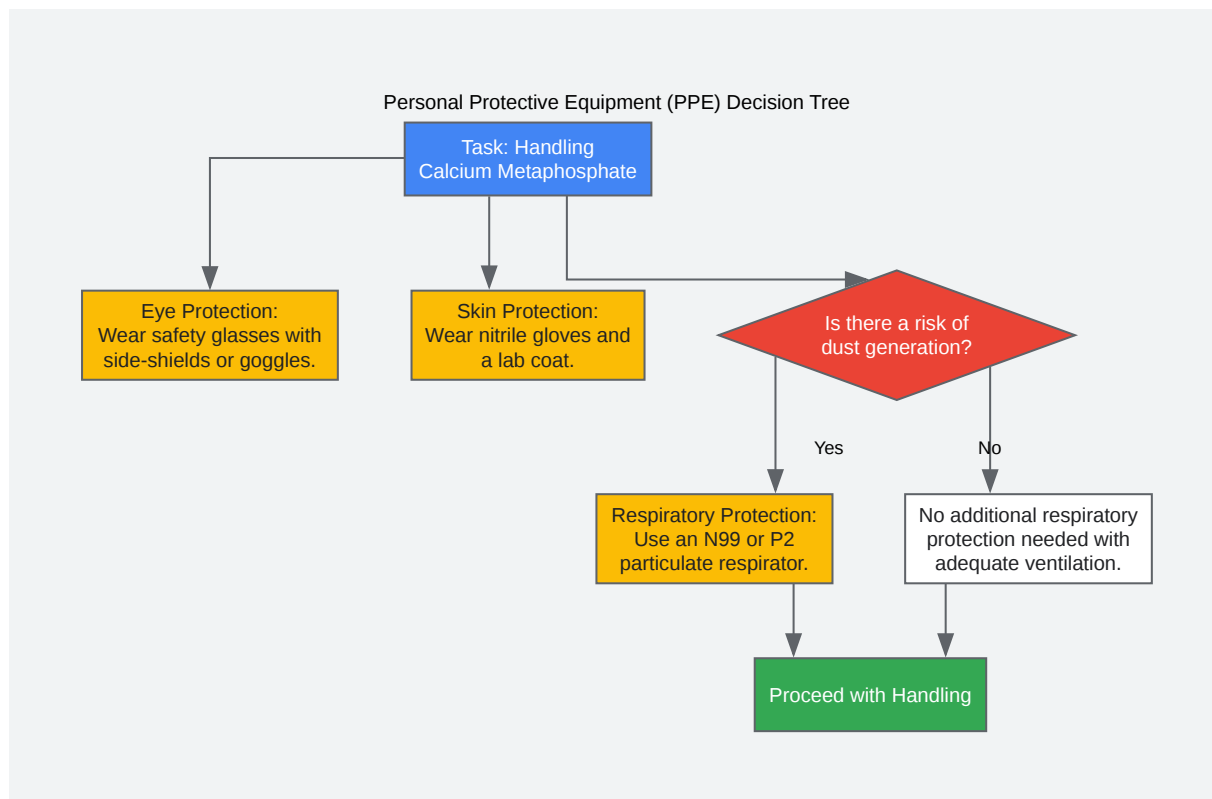 Personal Protective Equipment (PPE) Decision Tree
Task: Handling
Calcium Metaphosphate
Eye Protection:
Wear safety glasses with
side-shields or goggles.
Skin Protection:
Wear nitrile gloves and
a lab coat.
Is there a risk of
dust generation?
Yes
No
Respiratory Protection:
Use an N99 or P2
particulate respirator.
No additional respiratory
protection needed with
adequate ventilation.
Proceed with Handling